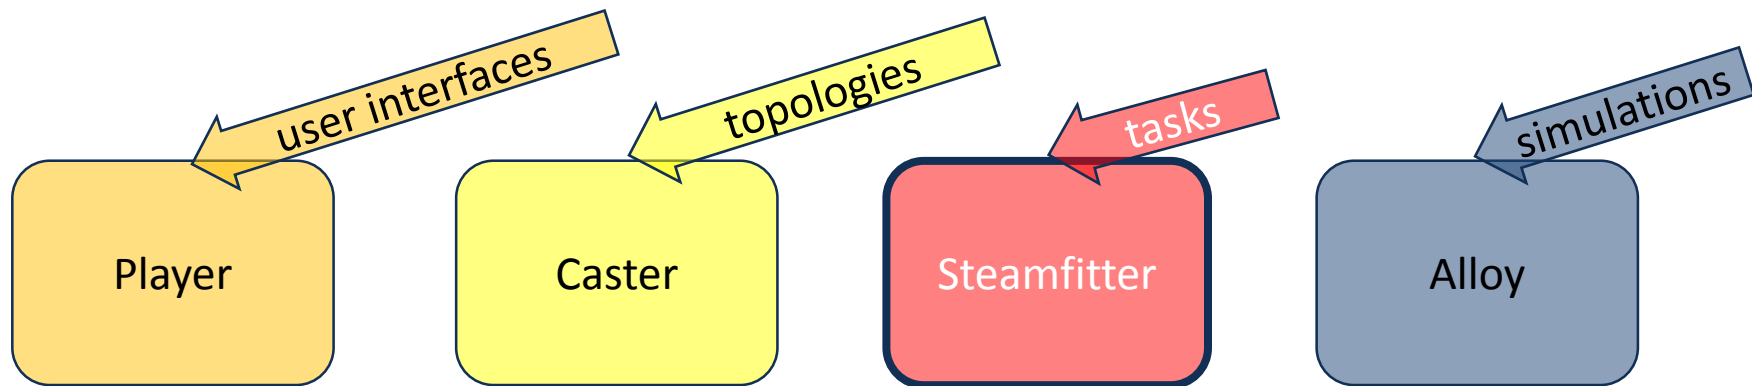 user interfaces
topologies
tasks
simulations
Player
Caster
Steamfitter
Alloy